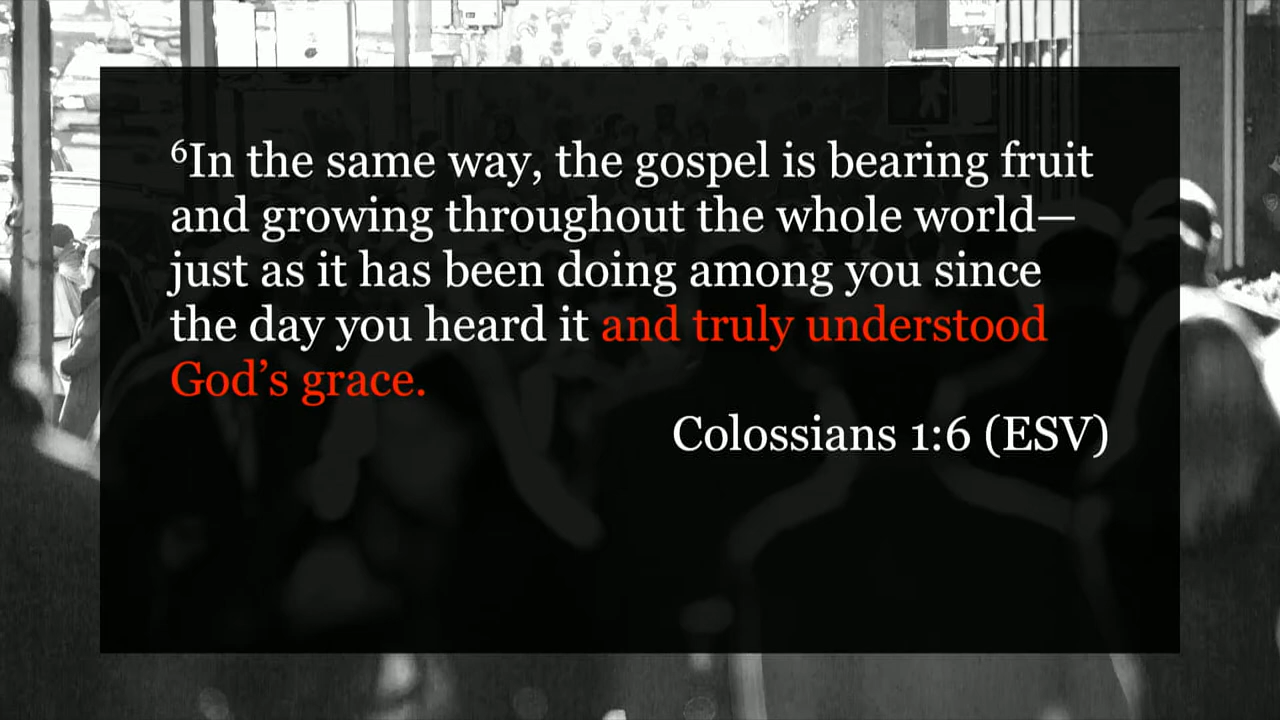 ⁶In the same way, the gospel is bearing fruit
and growing throughout the whole world—
just as it has been doing among you since
the day you heard it and truly understood
God’s grace.
Colossians 1:6 (ESV)